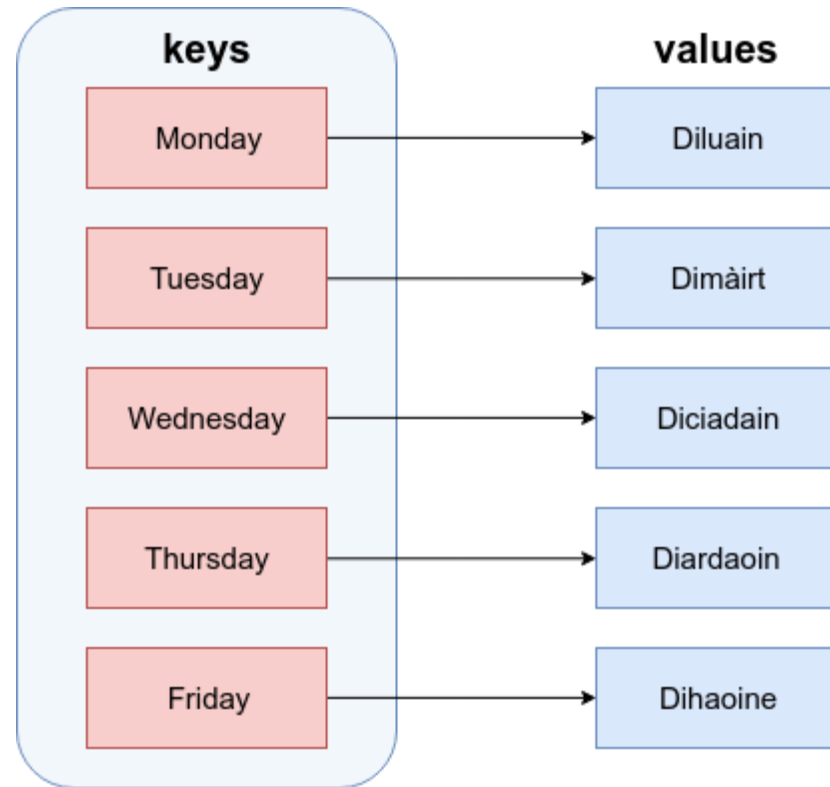 keys values
Monday Diluain
Tuesday Dimàirt
Wednesday Diciadain
Thursday Diardaoin
Friday Dihaoine